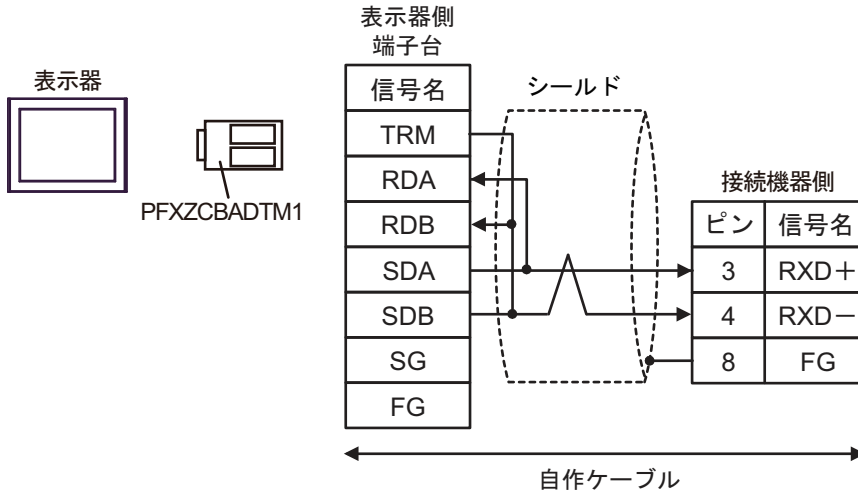 表示器
PFXZCBADTM1
表示器側
端子台
信号名
TRM
RDA
RDB
SDA
SDB
SG
FG
シールド
接続機器側
ピン 信号名
3 RXD＋
4 RXD－
8 FG
自作ケーブル